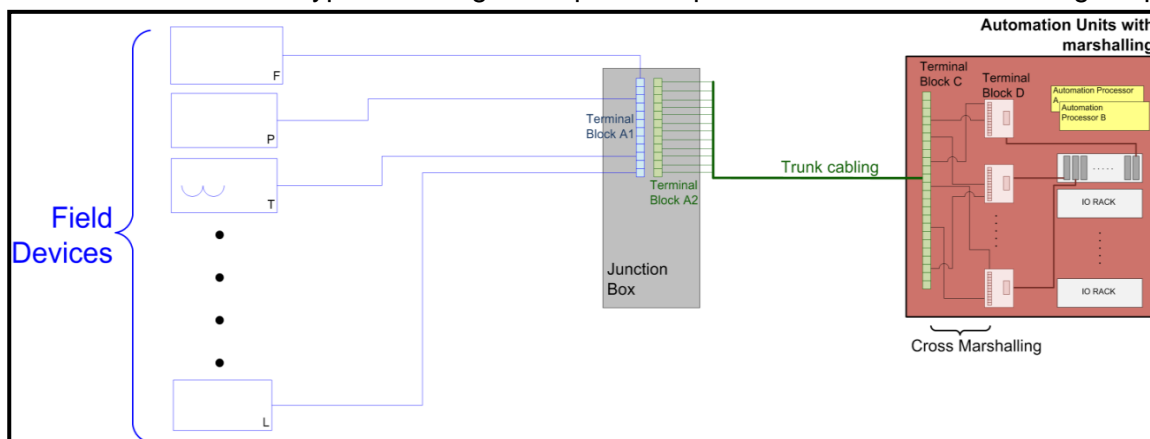 Automation Units with
marshalling
Terminal
Block C
Terminal
Block D
Automation Processor
A
Automation
Processor B
F
P
T
L
Field
Devices
Terminal
Block A1
Terminal
Block A2
Junction
Box
Trunk cabling
IO RACK
IO RACK
Cross Marshalling